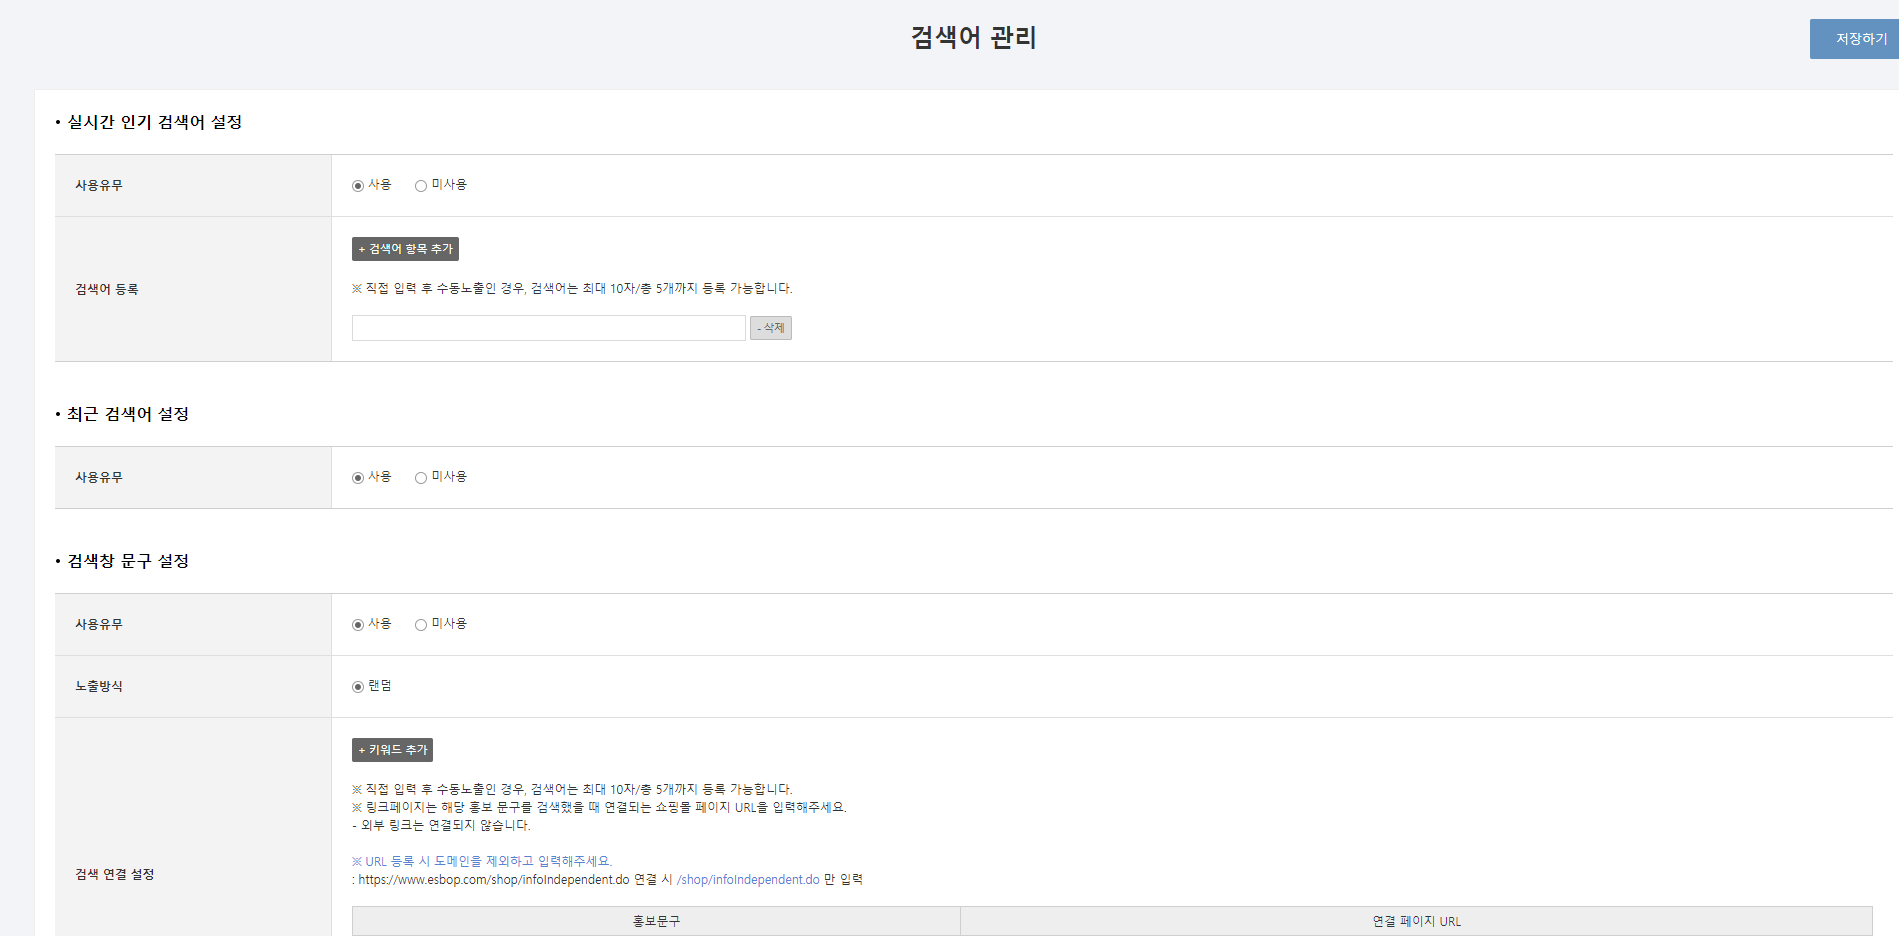 검색어 관리
저장하기
• 실시간 인기 검색어 설정
사용유무
사용 미사용
+ 검색어 항목 추가
검색어 등록
※ 직접 입력 후 수동노출인 경우, 검색어는 최대 10자/총 5개까지 등록 가능합니다.
- 삭제
• 최근 검색어 설정
사용유무
사용 미사용
• 검색창 문구 설정
사용유무
사용 미사용
노출방식
랜덤
+ 키워드 추가
※ 직접 입력 후 수동노출인 경우, 검색어는 최대 10자/총 5개까지 등록 가능합니다.
※ 링크페이지는 해당 홍보 문구를 검색했을 때 연결되는 쇼핑몰 페이지 URL을 입력해주세요.
- 외부 링크는 연결되지 않습니다.
※ URL 등록 시 도메인을 제외하고 입력해주세요.
검색 연결 설정
: https://www.esbop.com/shop/infoIndependent.do 연결 시 /shop/infoIndependent.do 만 입력
홍보문구 연결 페이지 URL